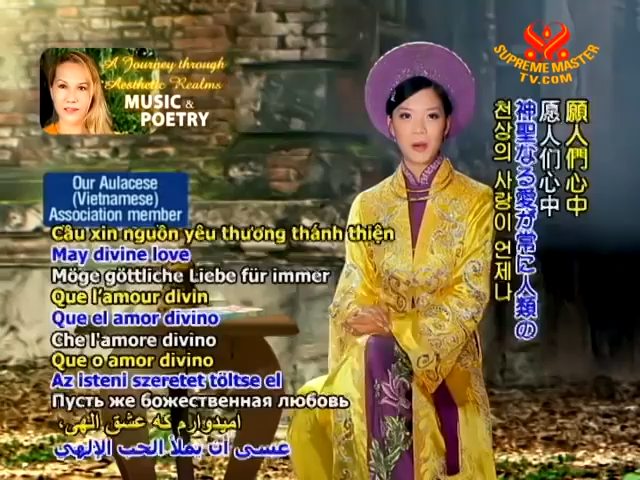 A Journey through
Aesthetic Realms
MUSIC &
POETRY
SUPREME MASTER
TV.COM
Our Aulacese
(Vietnamese)
Association member
Câu xin nguồn yêu thương thánh thiện
May divine love
Möge göttliche Liebe für immer
Que l'amour divin
Que el amor divino
Che l'amore divino
Que o amor divino
Az isteni szeretet töltse el
Пусть же божественная любовь
امیدوارم که عشق الهی،
عسى أن يملأ الحب الإلهي
願人們心中
愿人们心中
神聖なる愛が常に人類の
천상의 사랑이 언제나